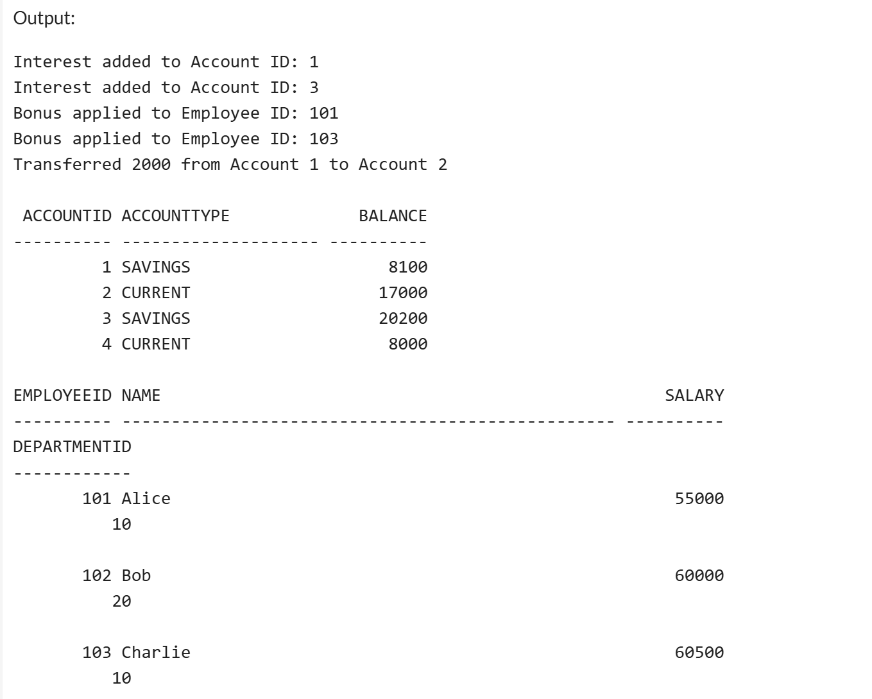 Output:
Interest added to Account ID: 1
Interest added to Account ID: 3
Bonus applied to Employee ID: 101
Bonus applied to Employee ID: 103
Transferred 2000 from Account 1 to Account 2
ACCOUNTID ACCOUNTTYPE BALANCE
---------- -------------------- ----------
1 SAVINGS 8100
2 CURRENT 17000
3 SAVINGS 20200
4 CURRENT 8000
EMPLOYEEID NAME SALARY
---------- -------------------------------------------------- ----------
DEPARTMENTID
------------
101 Alice 55000
10
102 Bob 60000
20
103 Charlie 60500
10